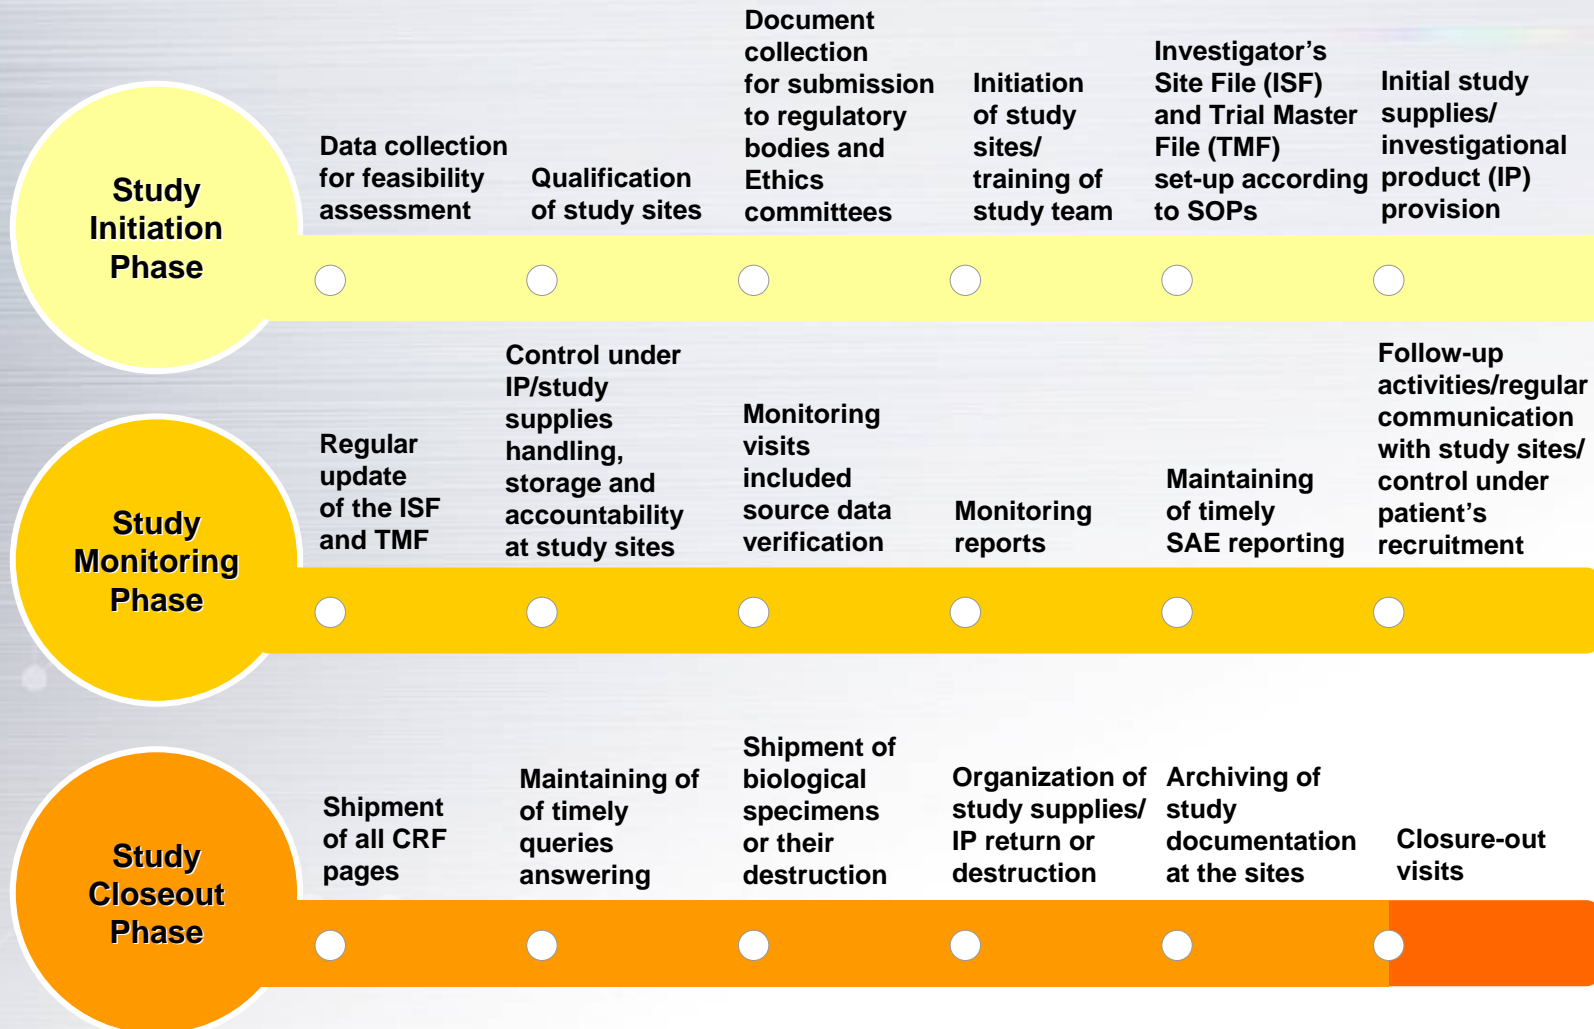 Study
Initiation
Phase
Data collection
for feasibility
assessment
Qualification
of study sites
Document
collection
for submission
to regulatory
bodies and
Ethics
committees
Initiation
of study
sites/
training of
study team
Investigator’s
Site File (ISF)
and Trial Master
File (TMF)
set-up according
to SOPs
Initial study
supplies/
investigational
product (IP)
provision
Study
Monitoring
Phase
Regular
update
of the ISF
and TMF
Control under
IP/study
supplies
handling,
storage and
accountability
at study sites
Monitoring
visits
included
source data
verification
Monitoring
reports
Maintaining
of timely
SAE reporting
Follow-up
activities/regular
communication
with study sites/
control under
patient’s
recruitment
Study
Closeout
Phase
Shipment
of all CRF
pages
Maintaining of
of timely
queries
answering
Shipment of
biological
specimens
or their
destruction
Organization of
study supplies/
IP return or
destruction
Archiving of
study
documentation
at the sites
Closure-out
visits